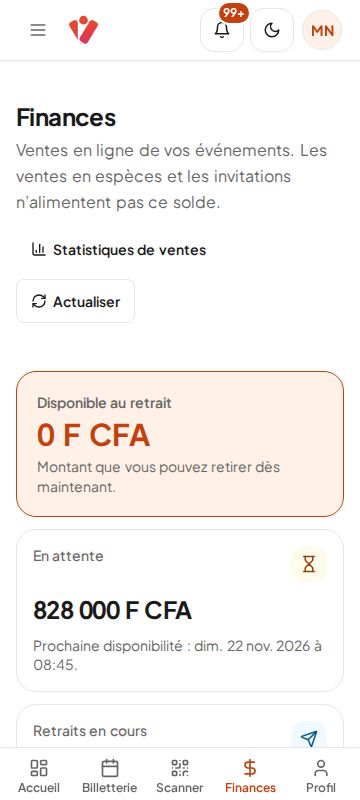 99+
MN
Finances
Ventes en ligne de vos événements. Les
ventes en espèces et les invitations
n'alimentent pas ce solde.
Statistiques de ventes
Actualiser
Disponible au retrait
0 F CFA
Montant que vous pouvez retirer dès
maintenant.
En attente
828 000 F CFA
Prochaine disponibilité : dim. 22 nov. 2026 à
08:45.
Retraits en cours
Accueil
Billetterie
Scanner
Finances
Profil